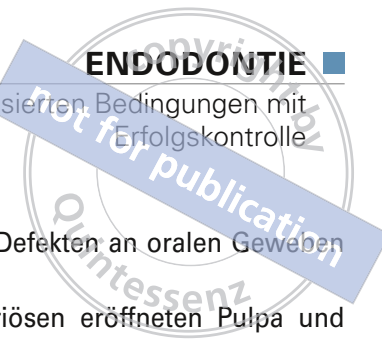 ENDODONTIE
sierten Bedingungen mit
Erfolgskontrolle
Defekten an oralen Geweben
riösen eröffneten Pulpa und
copyright by
not for publication
Quintessenz